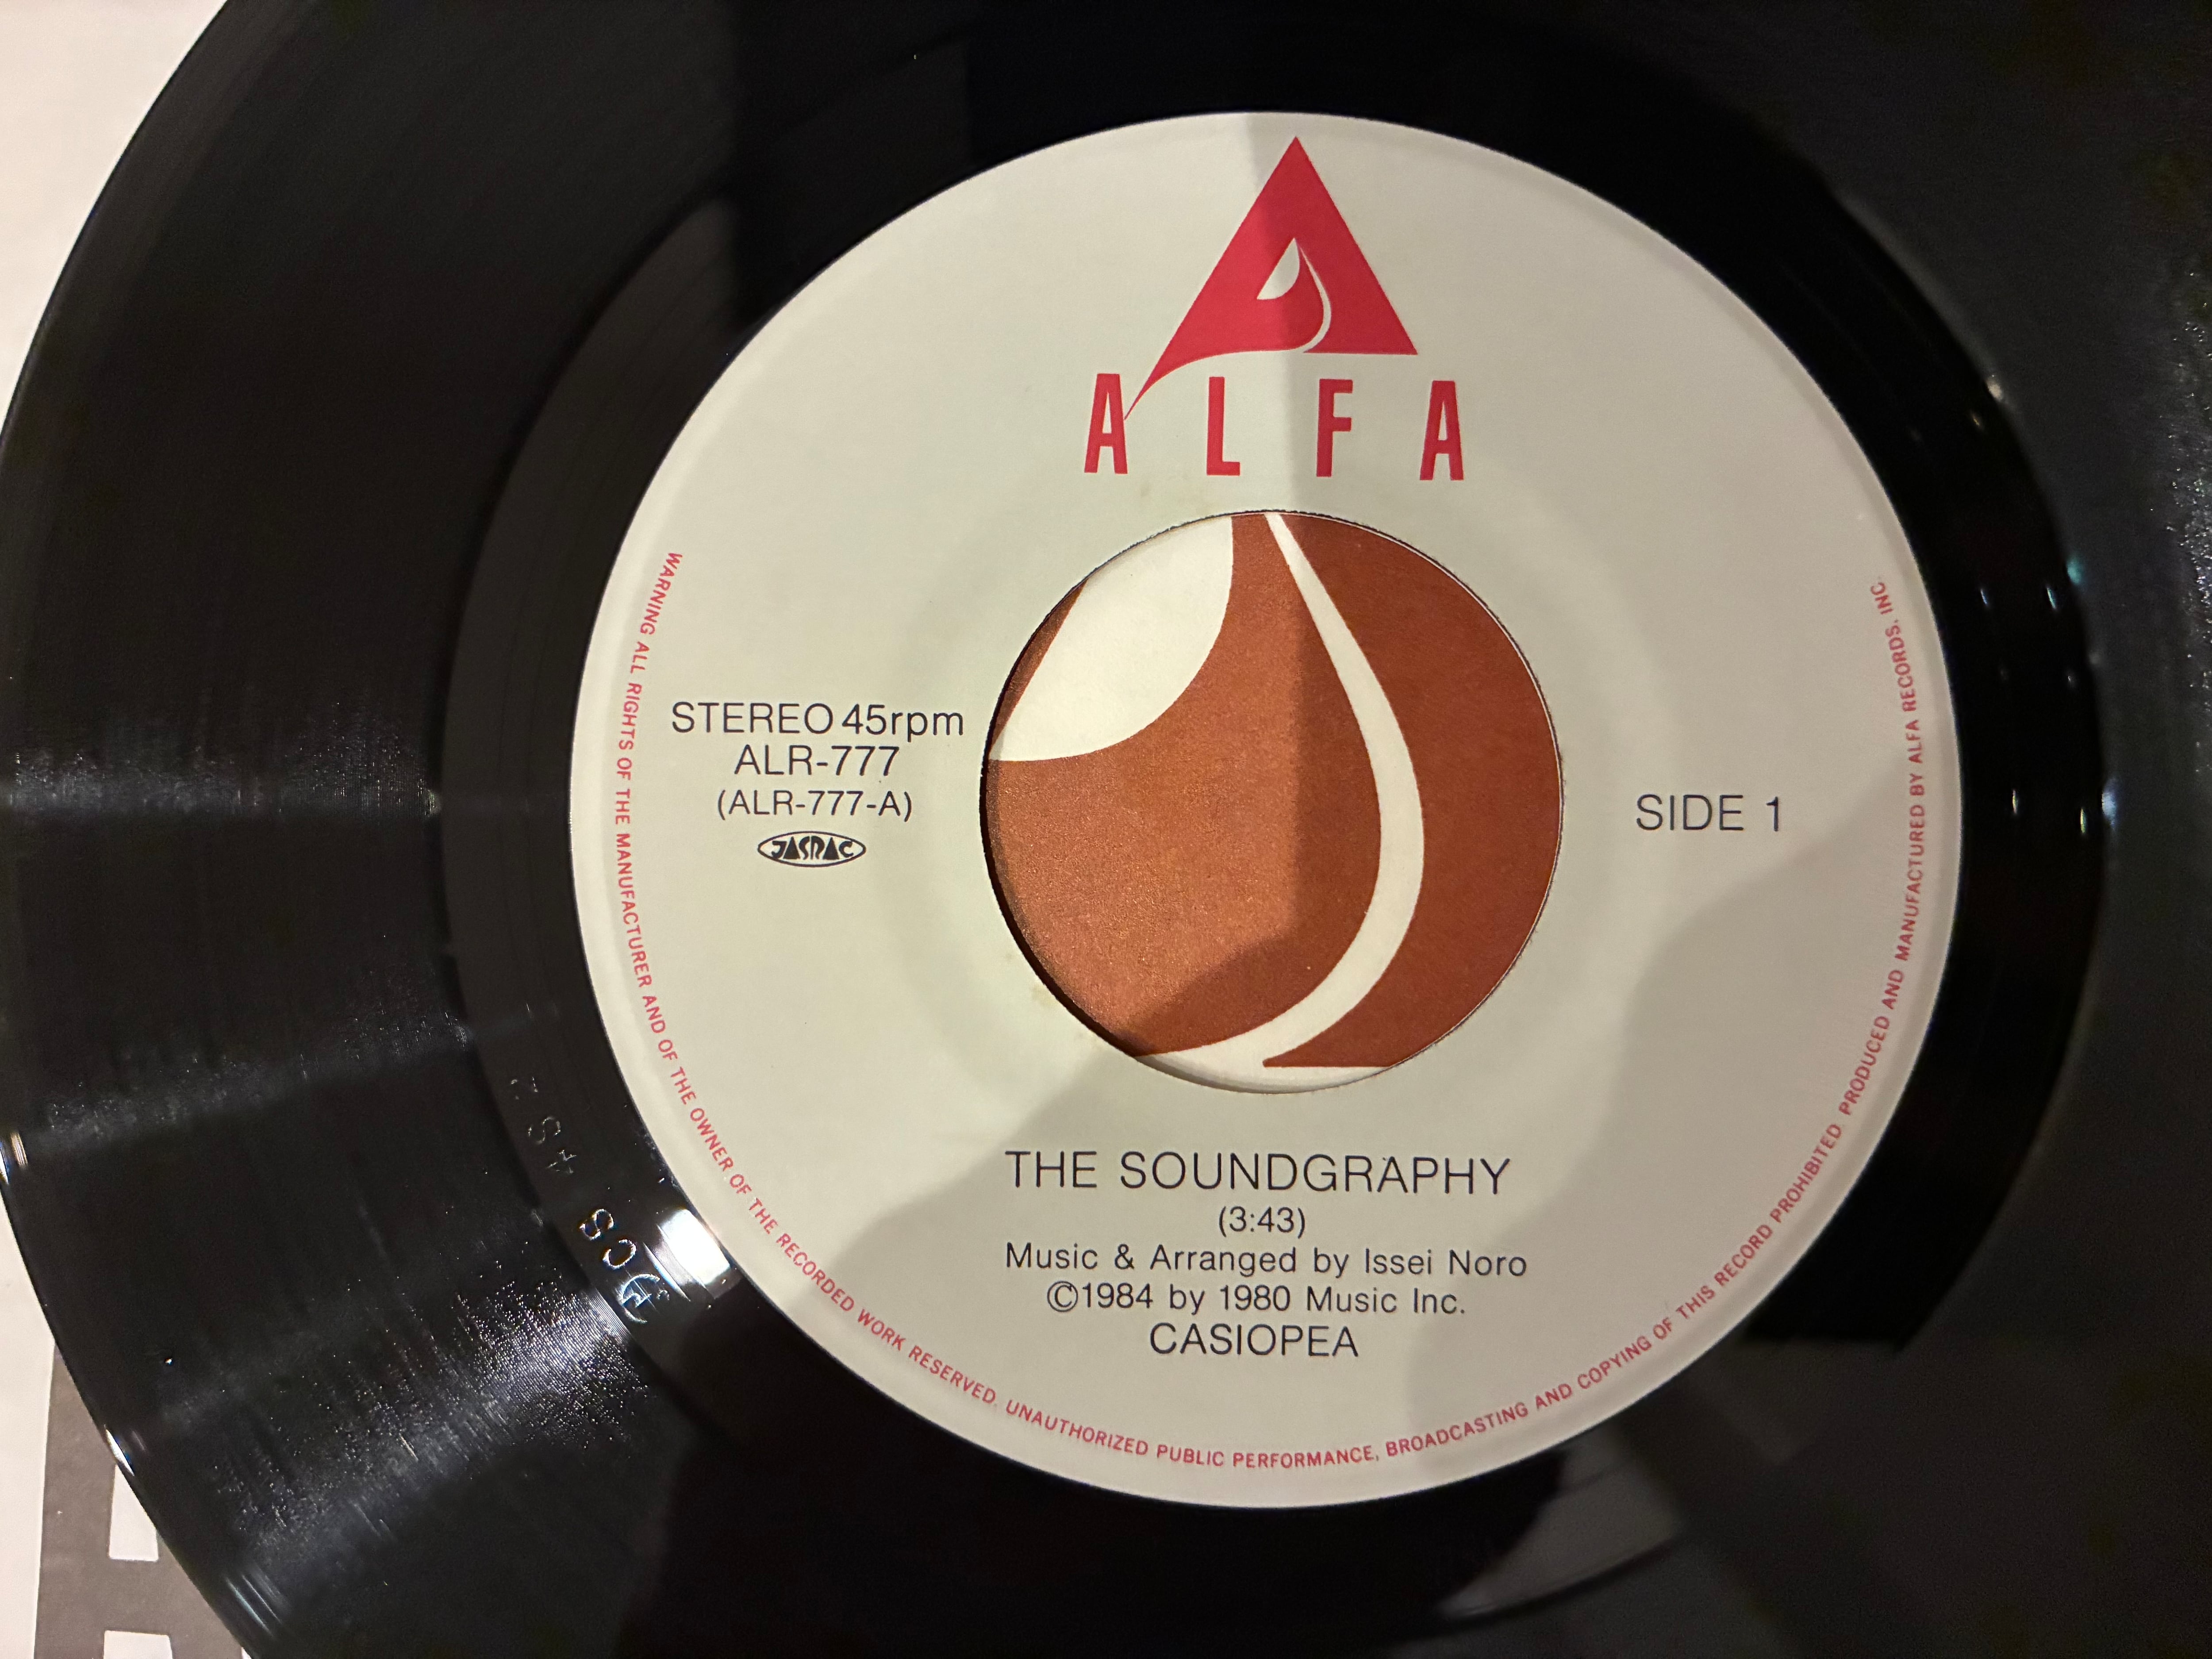 ALFA
STEREO 45rpm
ALR-777
(ALR-777-A)
JASRAC
SIDE 1
THE SOUNDGRAPHY
(3:43)
Music & Arranged by Issei Noro
©1984 by 1980 Music Inc.
CASIOPEA
WARNING ALL RIGHTS OF THE MANUFACTURER AND OF THE OWNER OF THE RECORDED WORK RESERVED. UNAUTHORIZED PUBLIC PERFORMANCE, BROADCASTING AND COPYING OF THIS RECORD PROHIBITED. PRODUCED AND MANUFACTURED BY ALFA RECORDS, INC.